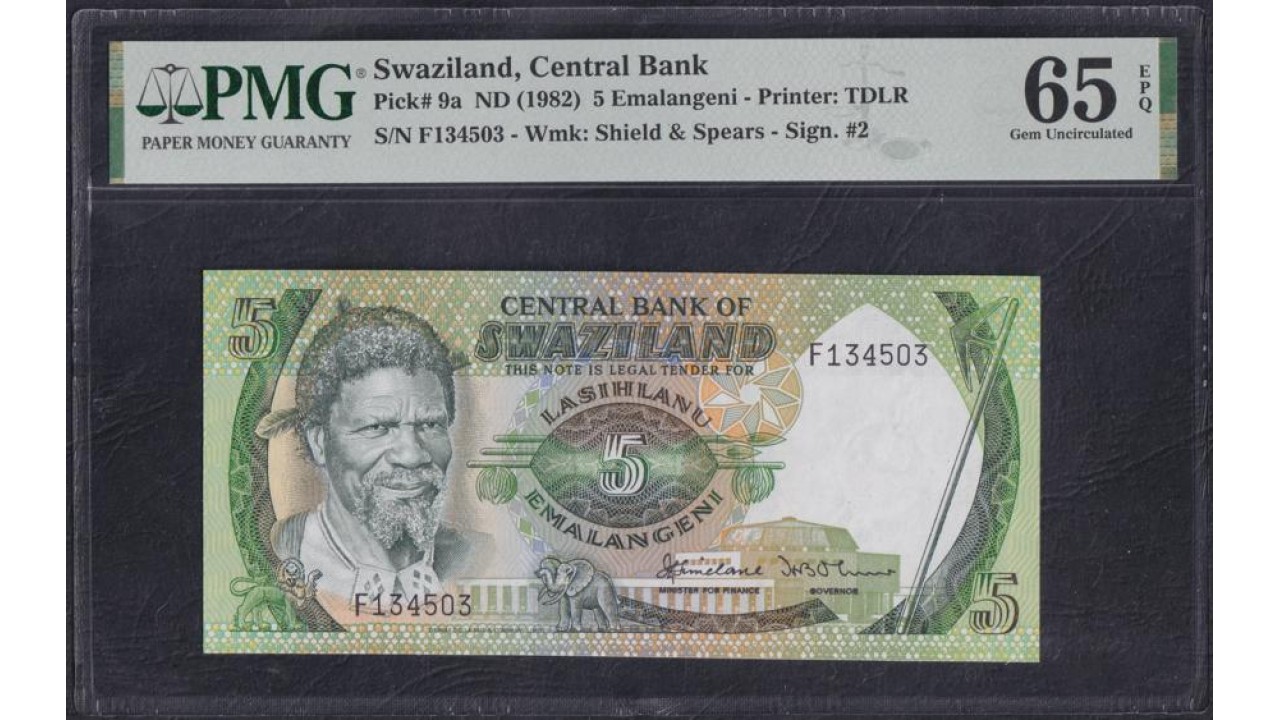 PMG®
PAPER MONEY GUARANTY
Swaziland, Central Bank
Pick# 9a ND (1982) 5 Emalangeni - Printer: TDLR
S/N F134503 - Wmk: Shield & Spears - Sign. #2
65 EPQ
Gem Uncirculated
5
CENTRAL BANK OF
SWAZILAND
THIS NOTE IS LEGAL TENDER FOR
F134503
LASIHLANU
5
EMALANGENI
MINISTER FOR FINANCE
GOVERNOR
F134503
5